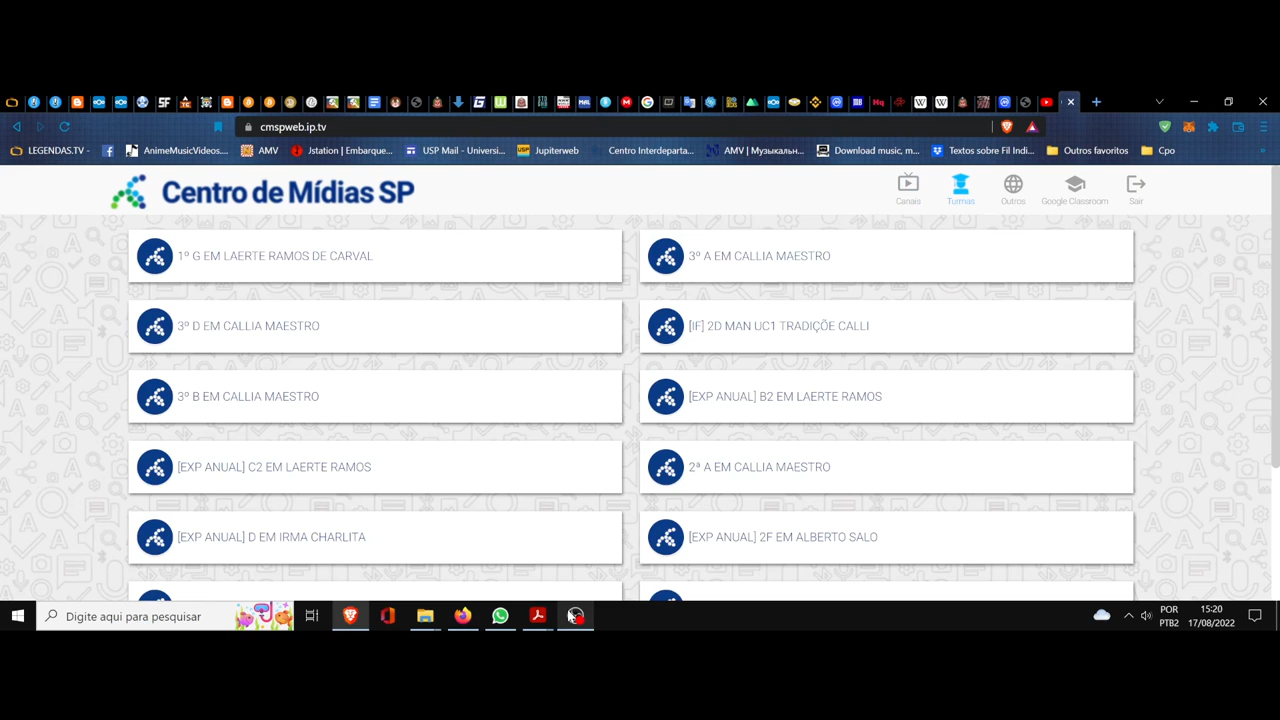 cmspweb.ip.tv
LEGENDAS.TV - AnimeMusicVideos... AMV Jstation | Embarque... USP Mail - Universi... Jupiterweb Centro Interdeparta... AMV | Музыкальн... Download music, m... Textos sobre Fil Indi... Outros favoritos Cpo
Centro de Mídias SP
Canais Turmas Outros Google Classroom Sair
1º G EM LAERTE RAMOS DE CARVAL
3º A EM CALLIA MAESTRO
3º D EM CALLIA MAESTRO
[IF] 2D MAN UC1 TRADIÇÕE CALLI
3º B EM CALLIA MAESTRO
[EXP ANUAL] B2 EM LAERTE RAMOS
[EXP ANUAL] C2 EM LAERTE RAMOS
2ª A EM CALLIA MAESTRO
[EXP ANUAL] D EM IRMA CHARLITA
[EXP ANUAL] 2F EM ALBERTO SALO
Digite aqui para pesquisar
POR 15:20
PTB2 17/08/2022